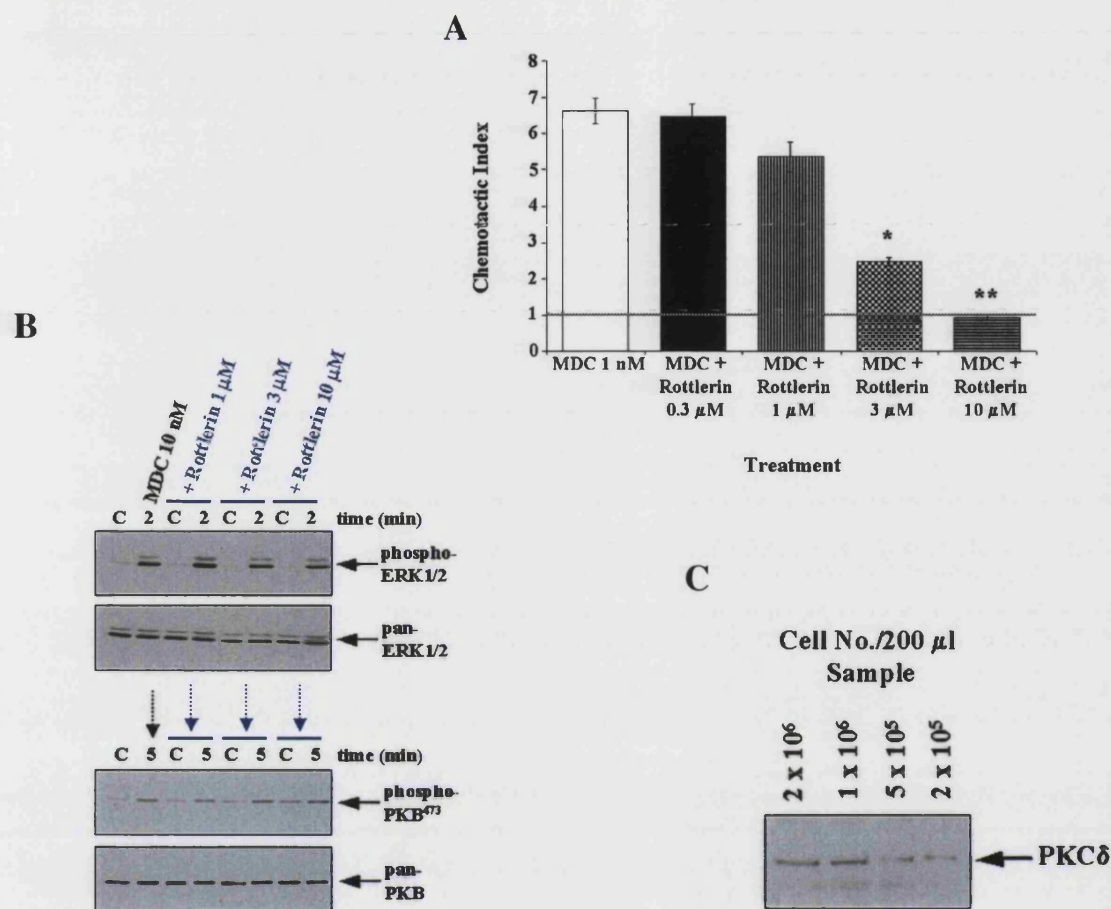 A
Chemotactic Index
8
7
6
5
4
3
2
1
0
*
**
MDC 1 nM
MDC +
Rottlerin
0.3 µM
MDC +
Rottlerin
1 µM
MDC +
Rottlerin
3 µM
MDC +
Rottlerin
10 µM
Treatment
B
MDC 10 nM
+ Rottlerin 1 µM
+ Rottlerin 3 µM
+ Rottlerin 10 µM
C 2 C 2 C 2 C 2 time (min)
phospho-
ERK1/2
pan-
ERK1/2
C 5 C 5 C 5 C 5 time (min)
phospho-
PKB⁴⁷³
pan-
PKB
C
Cell No./200 µl
Sample
2 x 10⁶
1 x 10⁶
5 x 10⁵
2 x 10⁵
PKCδ